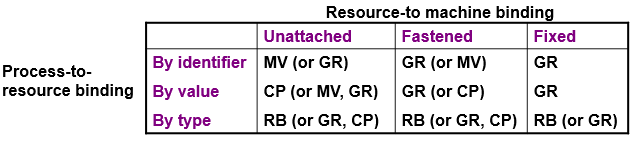 Resource-to machine binding
Unattached Fastened Fixed
Process-to-
resource binding
By identifier MV (or GR) GR (or MV) GR
By value CP (or MV, GR) GR (or CP) GR
By type RB (or GR, CP) RB (or GR, CP) RB (or GR)